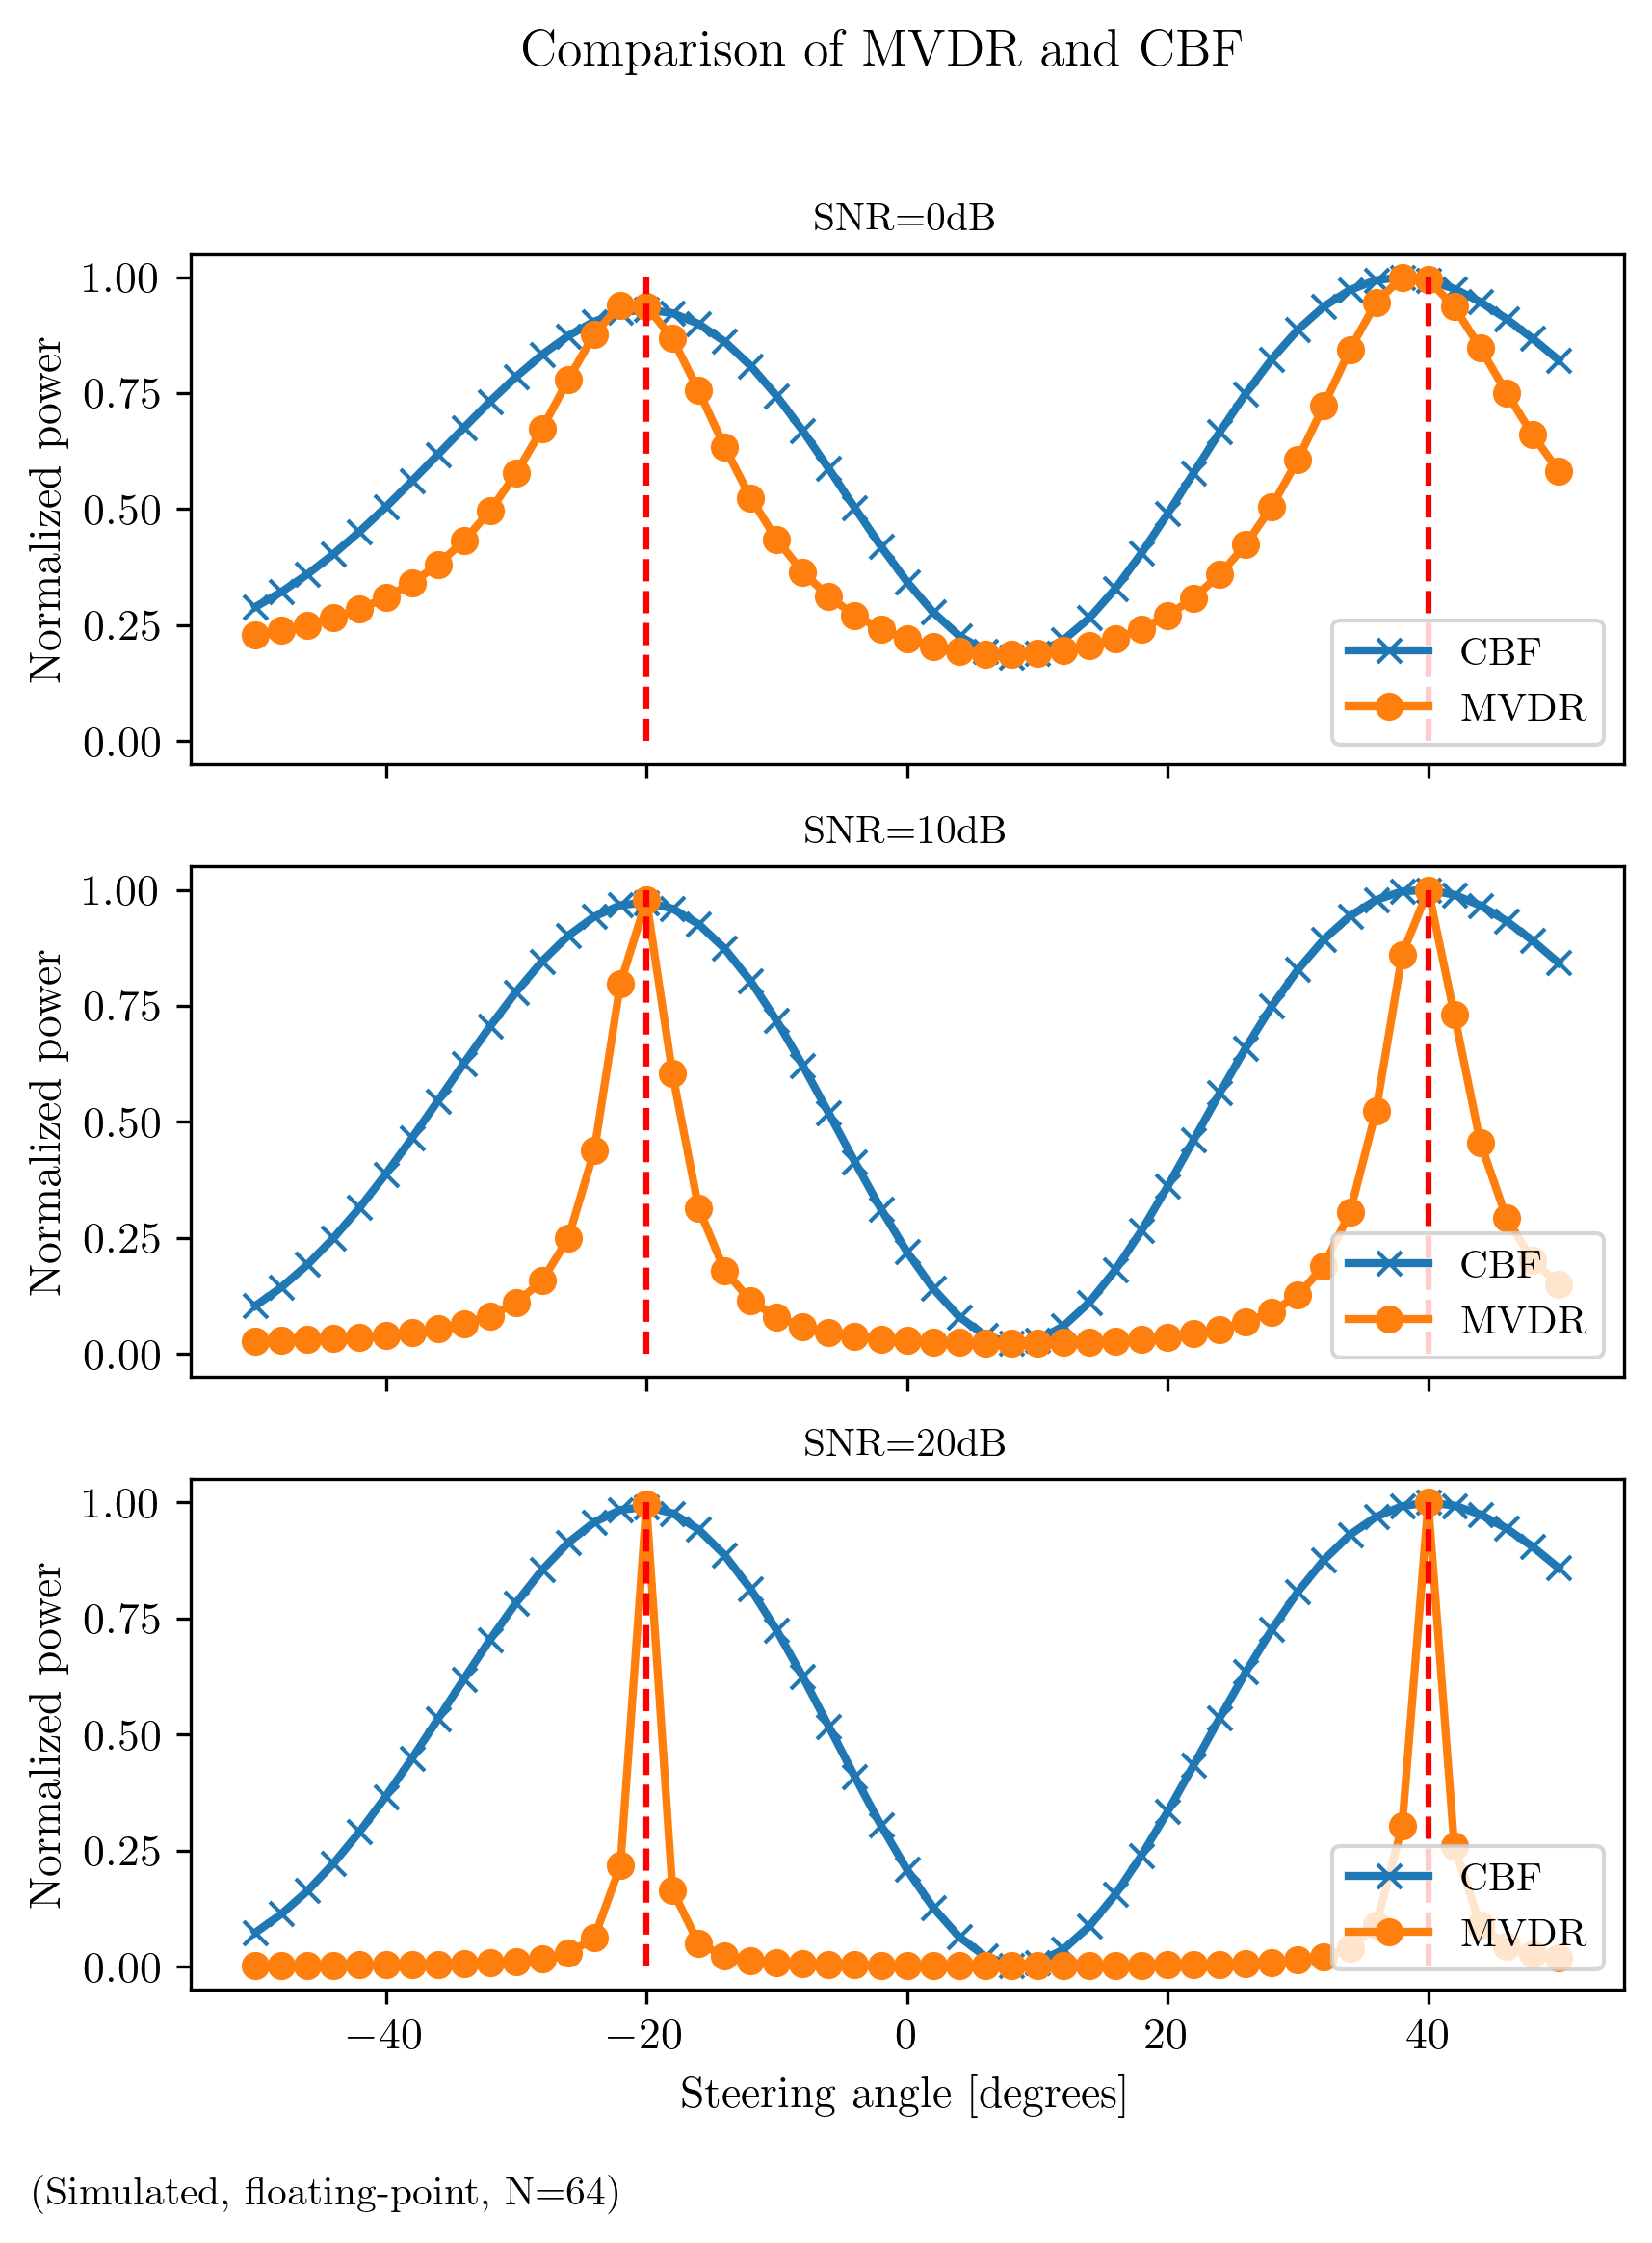 Comparison of MVDR and CBF
SNR=0dB
Normalized power
1.00
0.75
0.50
0.25
0.00
CBF
MVDR
SNR=10dB
Normalized power
1.00
0.75
0.50
0.25
0.00
CBF
MVDR
SNR=20dB
Normalized power
1.00
0.75
0.50
0.25
0.00
CBF
MVDR
−40 −20 0 20 40
Steering angle [degrees]
(Simulated, floating-point, N=64)